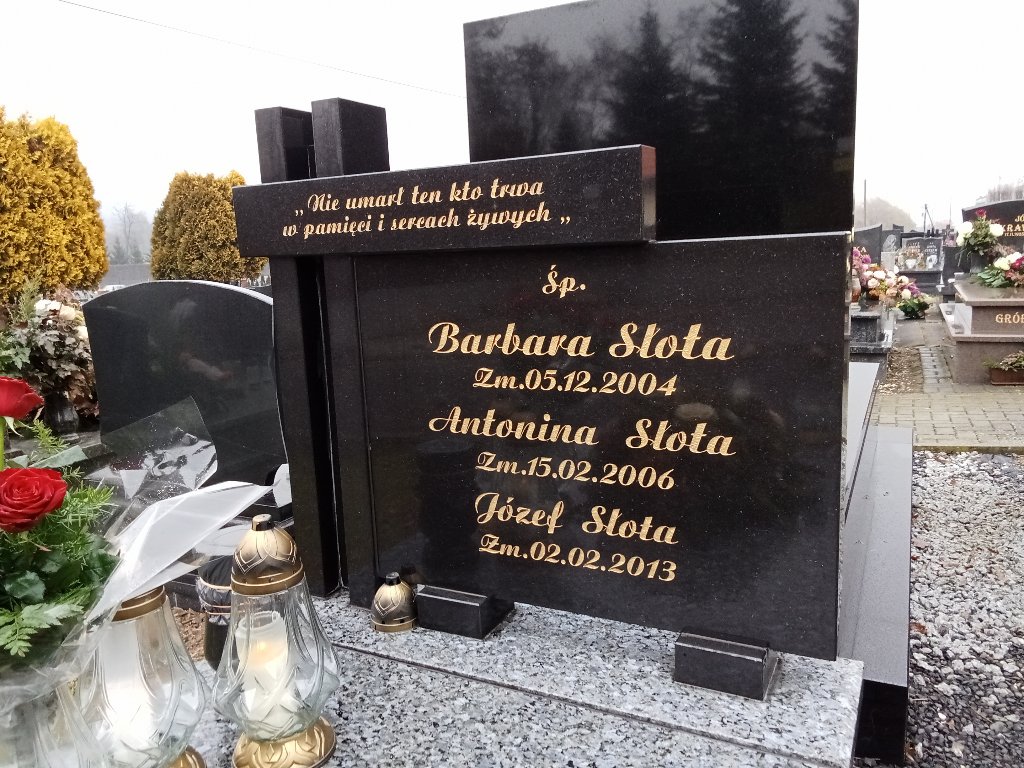 „ Nie umarł ten kto trwa
w pamięci i sercach żywych „
Śp.
Barbara Słota
Zm.05.12.2004
Antonina Słota
Zm.15.02.2006
Józef Słota
Zm.02.02.2013